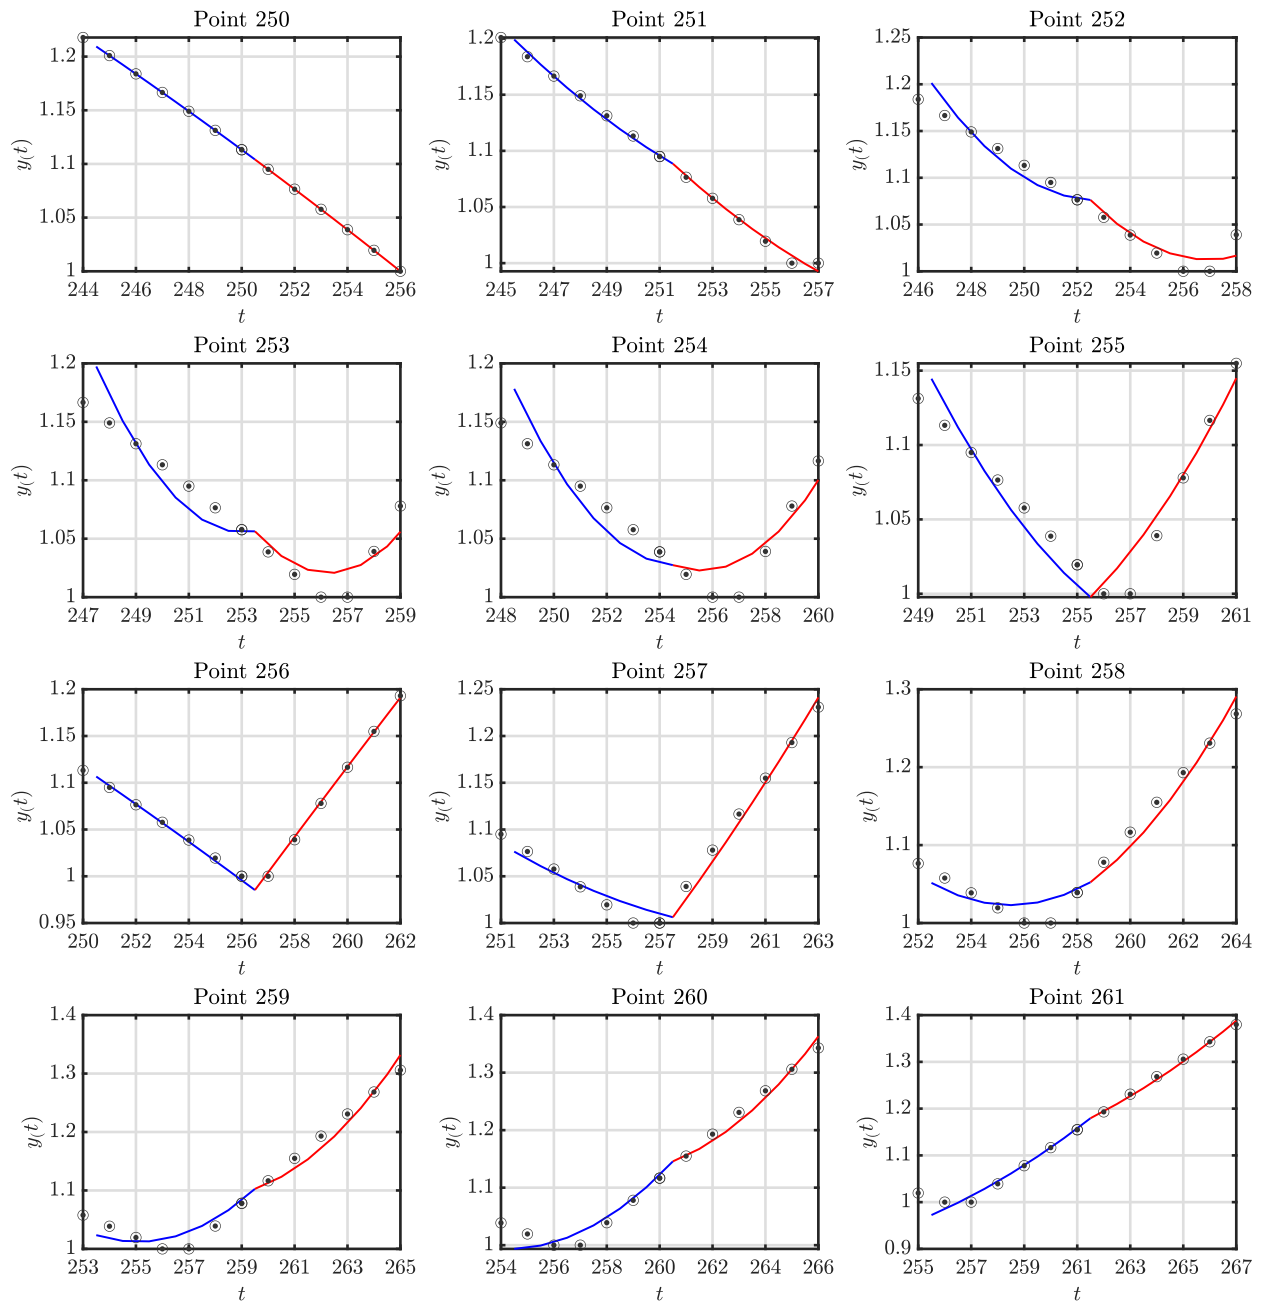 Point 250 Point 251 Point 252
1.2 1.15 1.1 1.05 1
y(t)
244 246 248 250 252 254 256
t
1.2 1.15 1.1 1.05 1
y(t)
245 247 249 251 253 255 257
t
1.25 1.2 1.15 1.1 1.05 1
y(t)
246 248 250 252 254 256 258
t
Point 253 Point 254 Point 255
1.2 1.15 1.1 1.05 1
y(t)
247 249 251 253 255 257 259
t
1.2 1.15 1.1 1.05 1
y(t)
248 250 252 254 256 258 260
t
1.15 1.1 1.05 1
y(t)
249 251 253 255 257 259 261
t
Point 256 Point 257 Point 258
1.2 1.15 1.1 1.05 1 0.95
y(t)
250 252 254 256 258 260 262
t
1.25 1.2 1.15 1.1 1.05 1
y(t)
251 253 255 257 259 261 263
t
1.3 1.2 1.1 1
y(t)
252 254 256 258 260 262 264
t
Point 259 Point 260 Point 261
1.4 1.3 1.2 1.1 1
y(t)
253 255 257 259 261 263 265
t
1.4 1.3 1.2 1.1 1
y(t)
254 256 258 260 262 264 266
t
1.4 1.3 1.2 1.1 1 0.9
y(t)
255 257 259 261 263 265 267
t